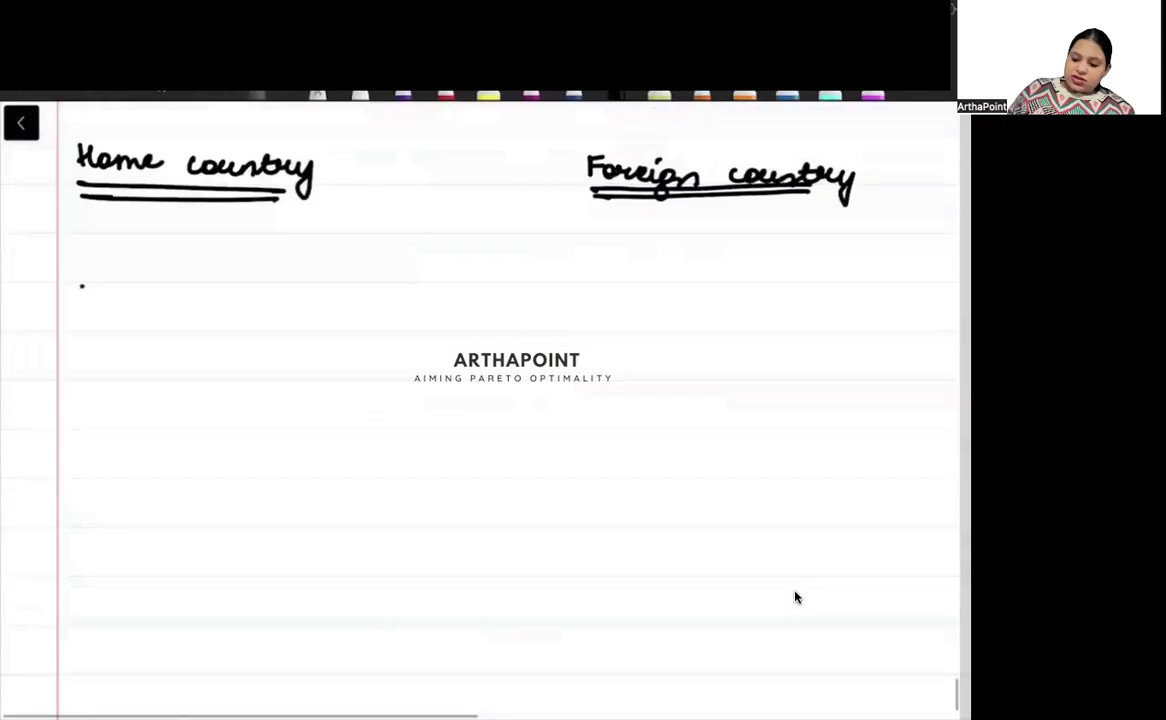 ArthaPoint
Home country
Foreign country
ARTHAPOINT
AIMING PARETO OPTIMALITY